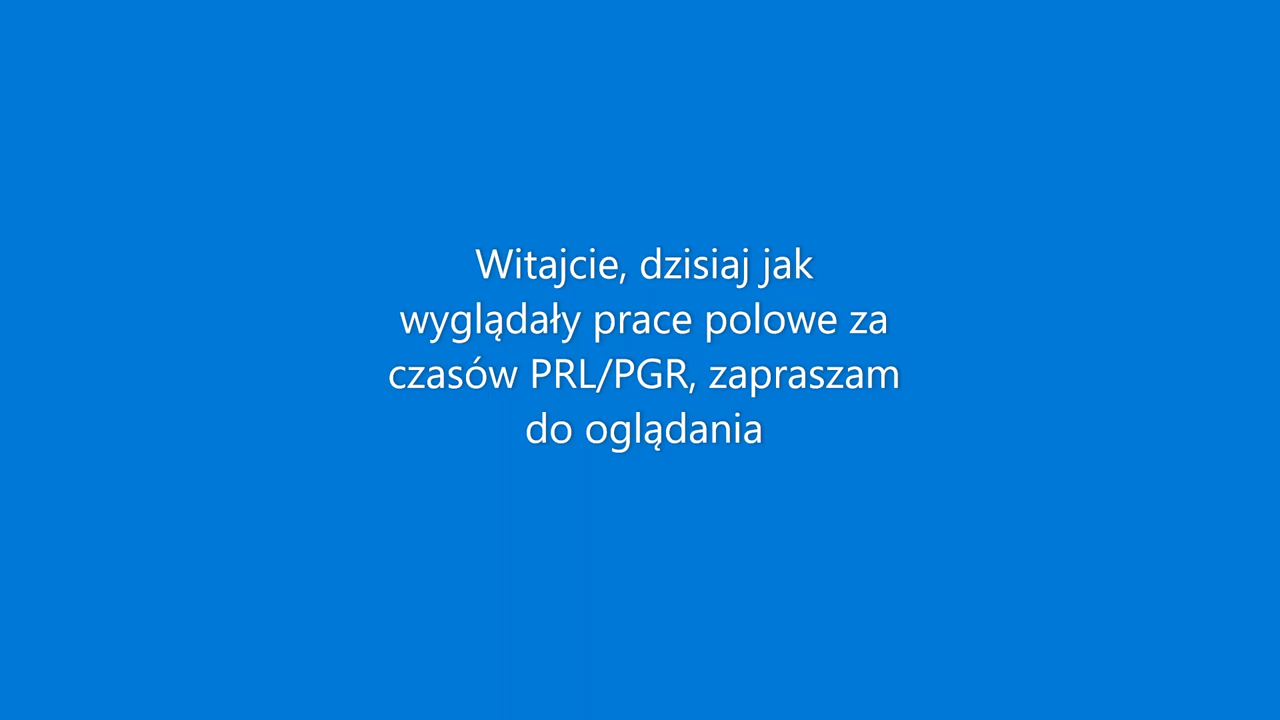 Witajcie, dzisiaj jak
wyglądały prace polowe za
czasów PRL/PGR, zapraszam
do oglądania